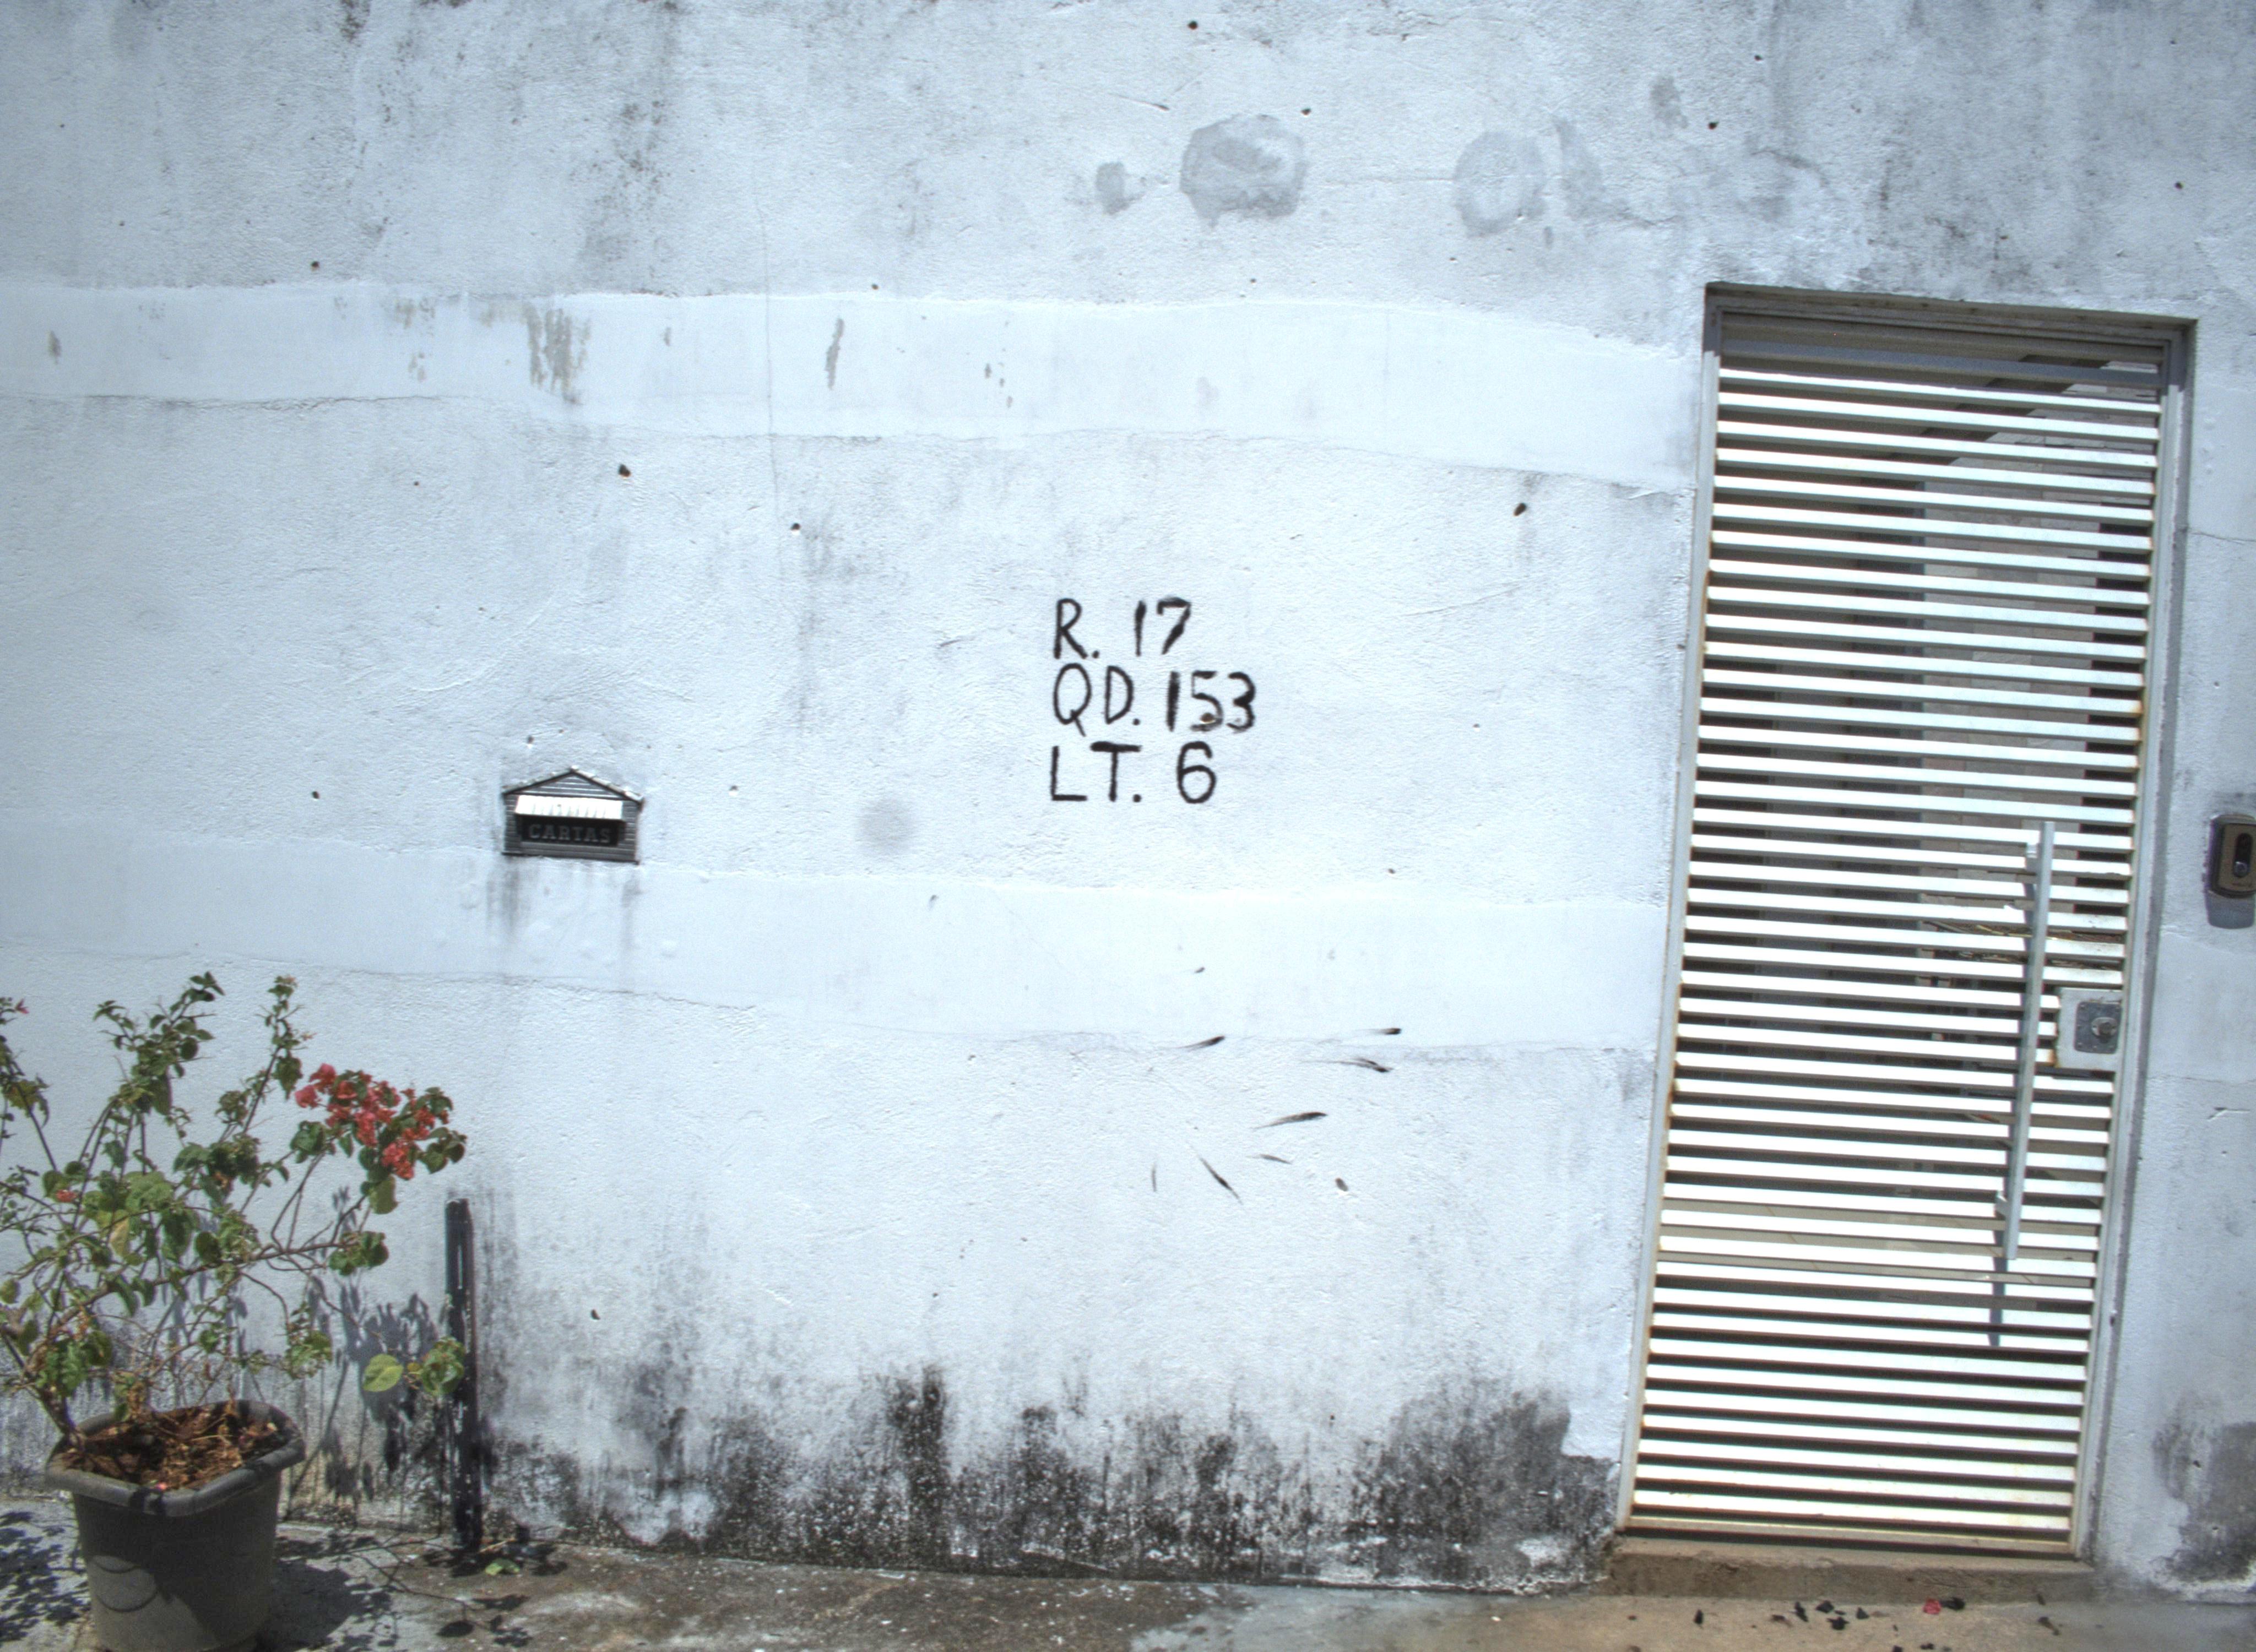 R. 17
QD. 153
LT. 6
CARTAS